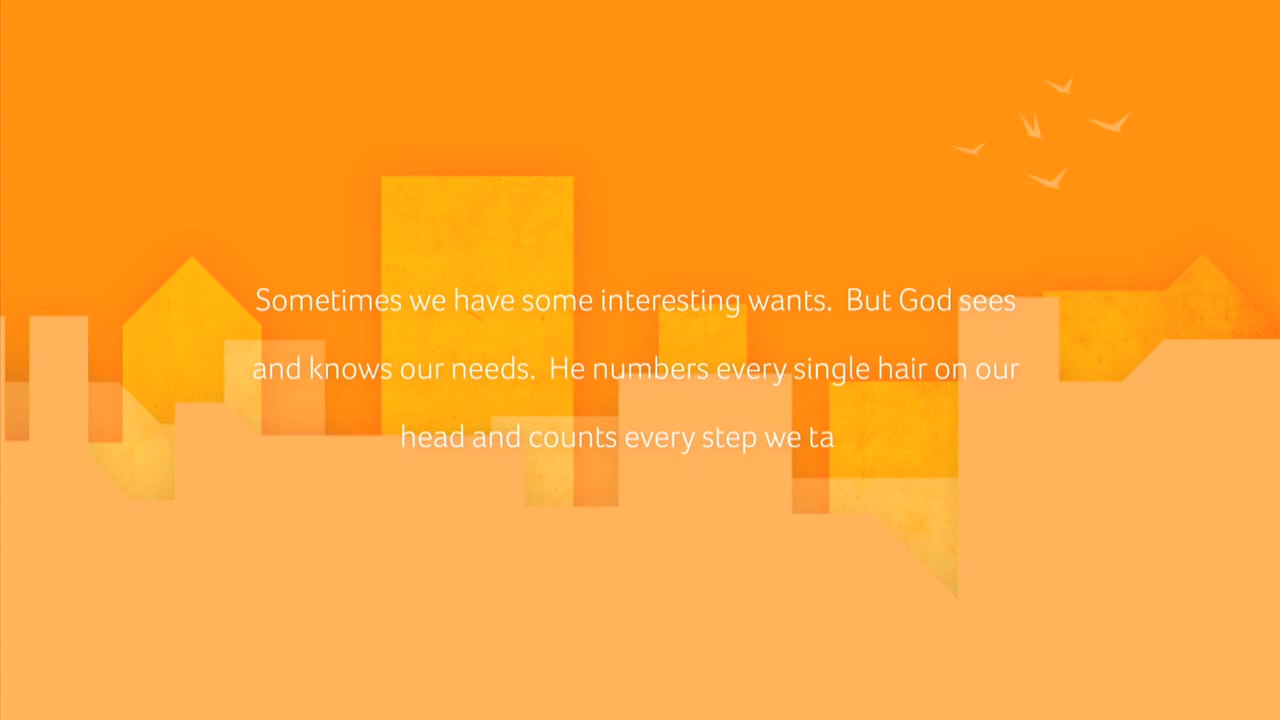 Sometimes we have some interesting wants.  But God sees
and knows our needs.  He numbers every single hair on our
head and counts every step we ta